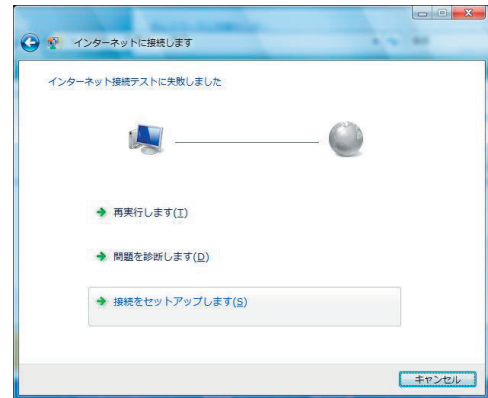 インターネットに接続します
インターネット接続テストに失敗しました
再実行します(T)
問題を診断します(D)
接続をセットアップします(S)
キャンセル